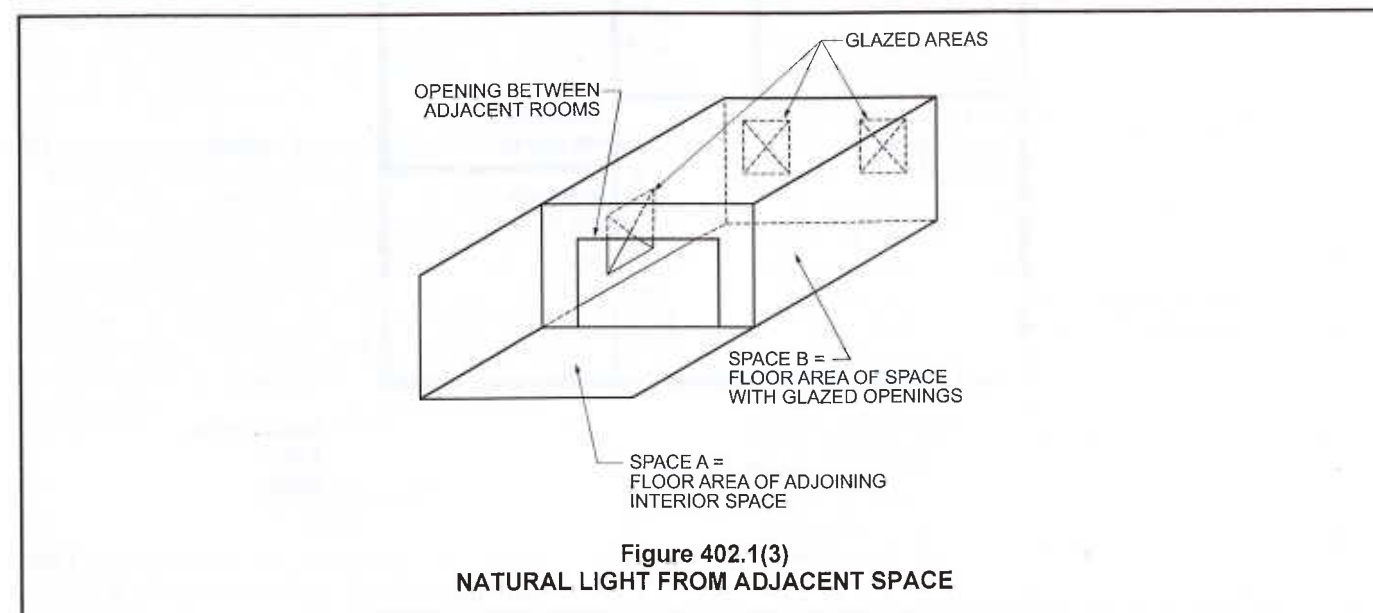 GLAZED AREAS
OPENING BETWEEN
ADJACENT ROOMS
SPACE B =
FLOOR AREA OF SPACE
WITH GLAZED OPENINGS
SPACE A =
FLOOR AREA OF ADJOINING
INTERIOR SPACE
Figure 402.1(3)
NATURAL LIGHT FROM ADJACENT SPACE